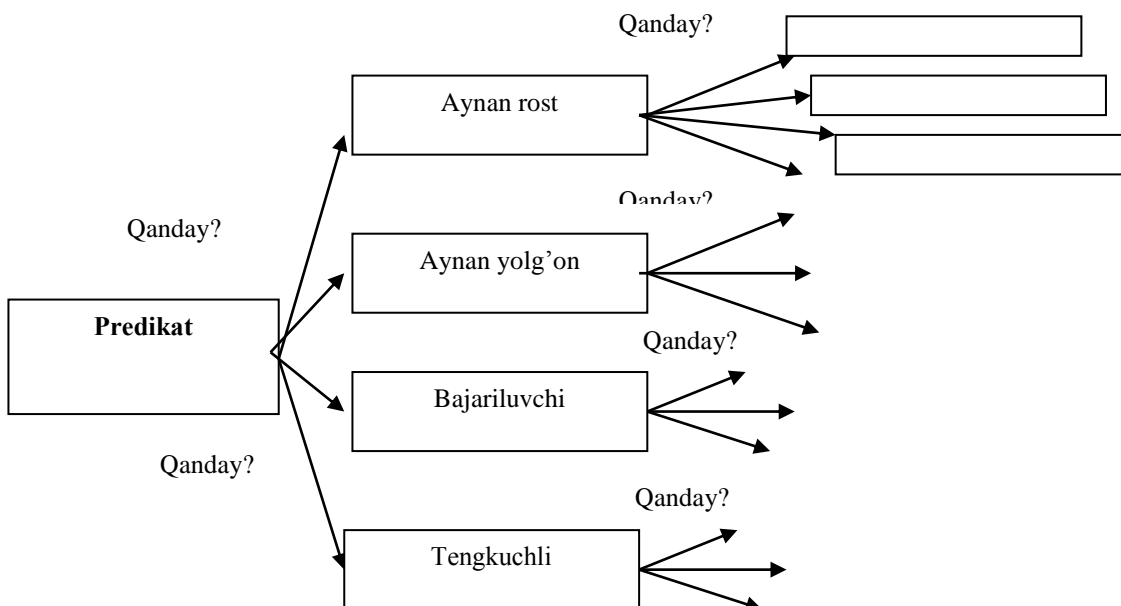 Qanday?
Aynan rost
Qanday?
Qanday?
Aynan yolg’on
Predikat
Qanday?
Bajariluvchi
Qanday?
Qanday?
Tengkuchli